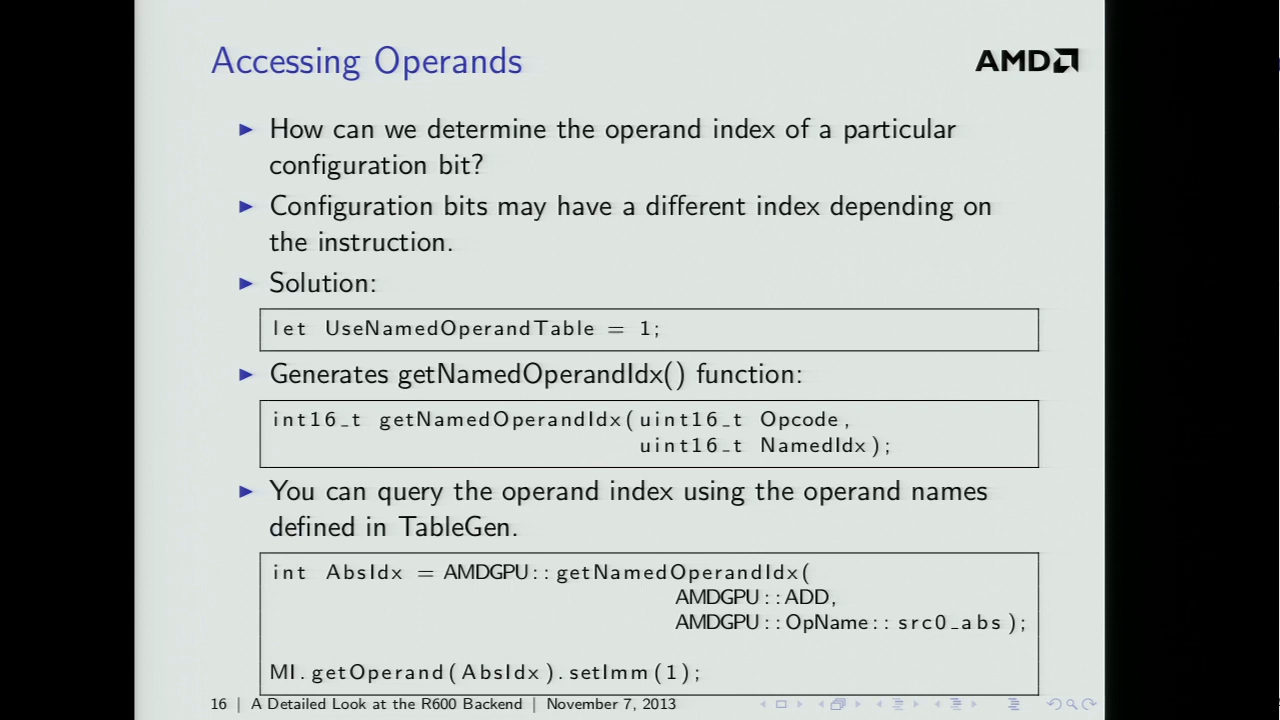 Accessing Operands
AMD
How can we determine the operand index of a particular
configuration bit?
Configuration bits may have a different index depending on
the instruction.
Solution:
let UseNamedOperandTable = 1;
Generates getNamedOperandIdx() function:
int16_t getNamedOperandIdx(uint16_t Opcode,
uint16_t NamedIdx);
You can query the operand index using the operand names
defined in TableGen.
int AbsIdx = AMDGPU::getNamedOperandIdx(
AMDGPU::ADD,
AMDGPU::OpName::src0_abs);
MI.getOperand(AbsIdx).setImm(1);
16 | A Detailed Look at the R600 Backend | November 7, 2013